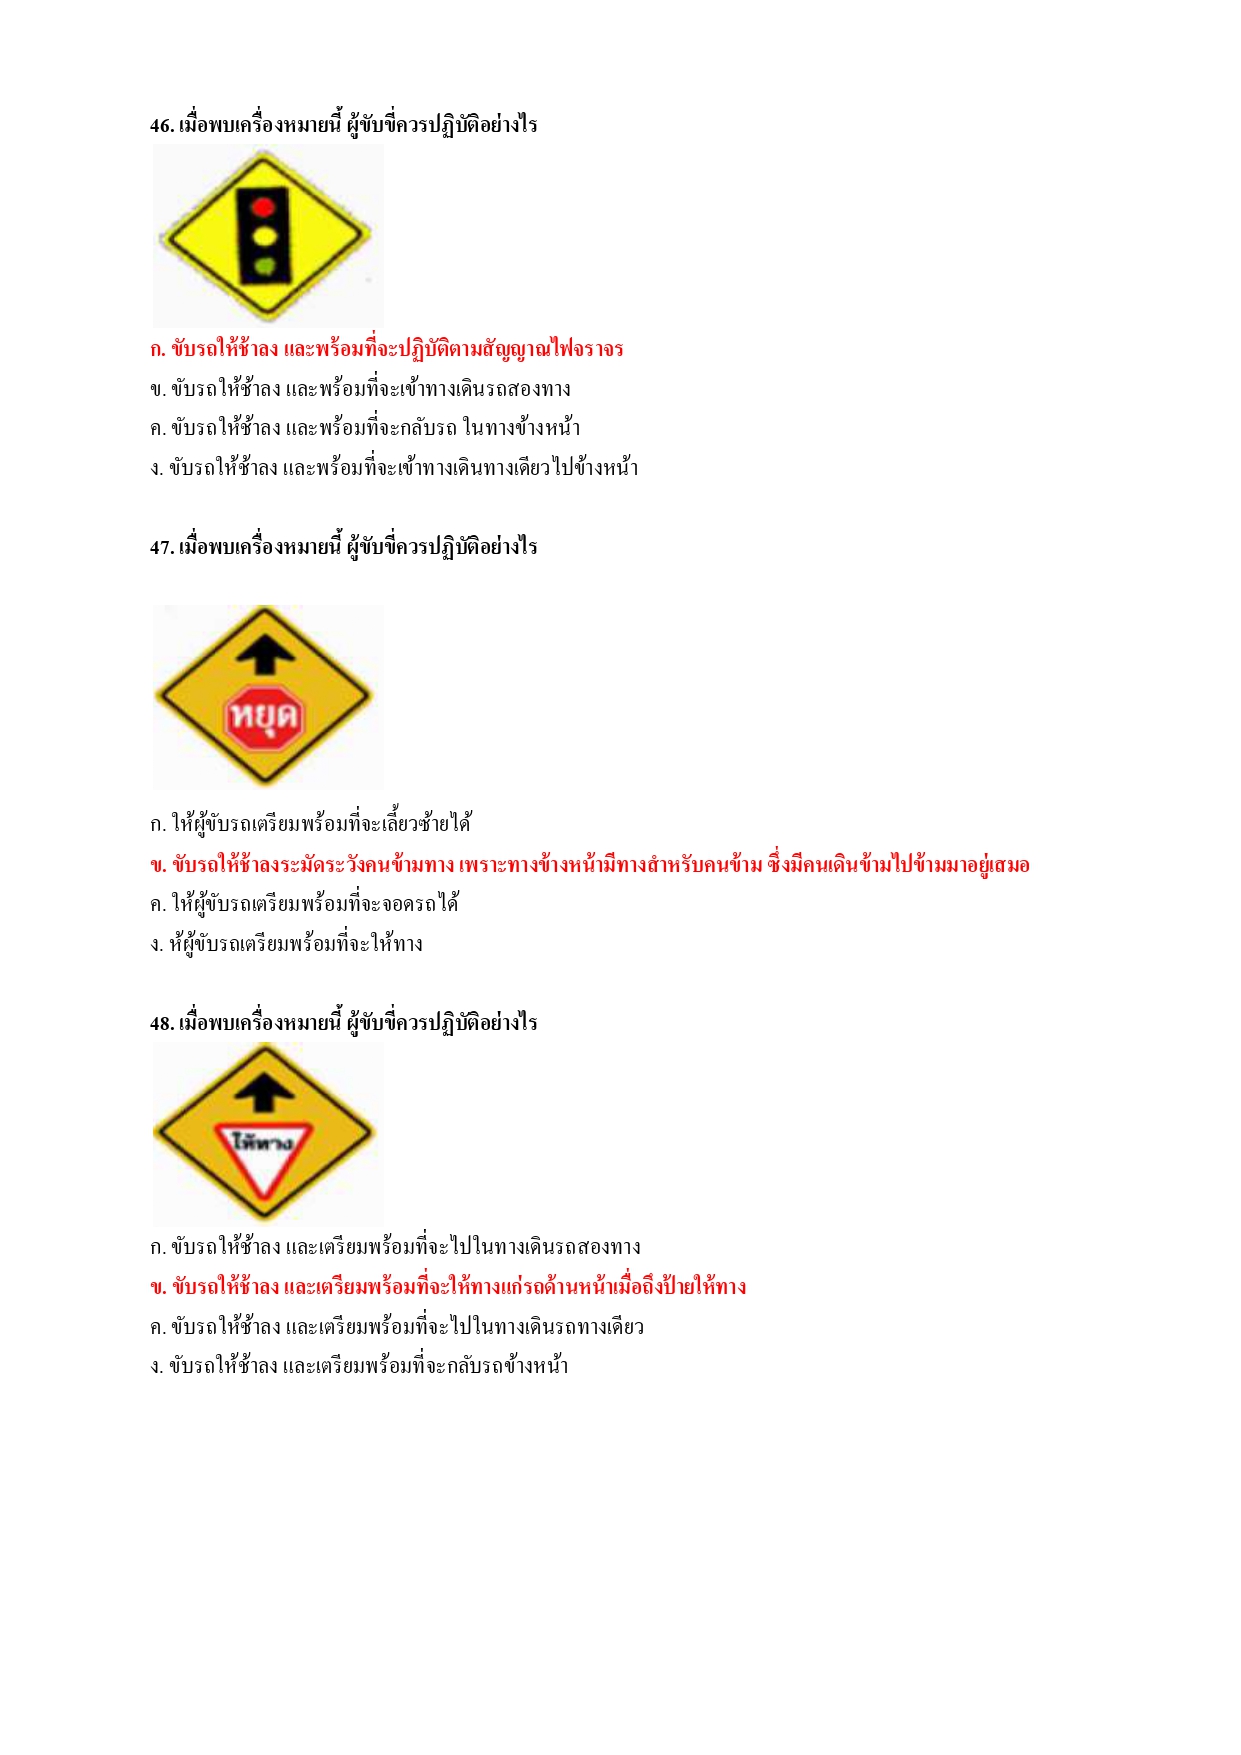 46. เมื่อพบเครื่องหมายนี้ ผู้ขับขี่ควรปฏิบัติอย่างไร
ก. ขับรถให้ช้าลง และพร้อมที่จะปฏิบัติตามสัญญาณไฟจราจร
ข. ขับรถให้ช้าลง และพร้อมที่จะเข้าทางเดินรถสองทาง
ค. ขับรถให้ช้าลง และพร้อมที่จะกลับรถ ในทางข้างหน้า
ง. ขับรถให้ช้าลง และพร้อมที่จะเข้าทางเดินทางเดียวไปข้างหน้า
47. เมื่อพบเครื่องหมายนี้ ผู้ขับขี่ควรปฏิบัติอย่างไร
หยุด
ก. ให้ผู้ขับรถเตรียมพร้อมที่จะเลี้ยวซ้ายได้
ข. ขับรถให้ช้าลงระมัดระวังคนข้ามทาง เพราะทางข้างหน้ามีทางสำหรับคนข้าม ซึ่งมีคนเดินข้ามไปข้ามมาอยู่เสมอ
ค. ให้ผู้ขับรถเตรียมพร้อมที่จะจอดรถได้
ง. ห้ผู้ขับรถเตรียมพร้อมที่จะให้ทาง
48. เมื่อพบเครื่องหมายนี้ ผู้ขับขี่ควรปฏิบัติอย่างไร
ให้ทาง
ก. ขับรถให้ช้าลง และเตรียมพร้อมที่จะไปในทางเดินรถสองทาง
ข. ขับรถให้ช้าลง และเตรียมพร้อมที่จะให้ทางแก่รถด้านหน้าเมื่อถึงป้ายให้ทาง
ค. ขับรถให้ช้าลง และเตรียมพร้อมที่จะไปในทางเดินรถทางเดียว
ง. ขับรถให้ช้าลง และเตรียมพร้อมที่จะกลับรถข้างหน้า